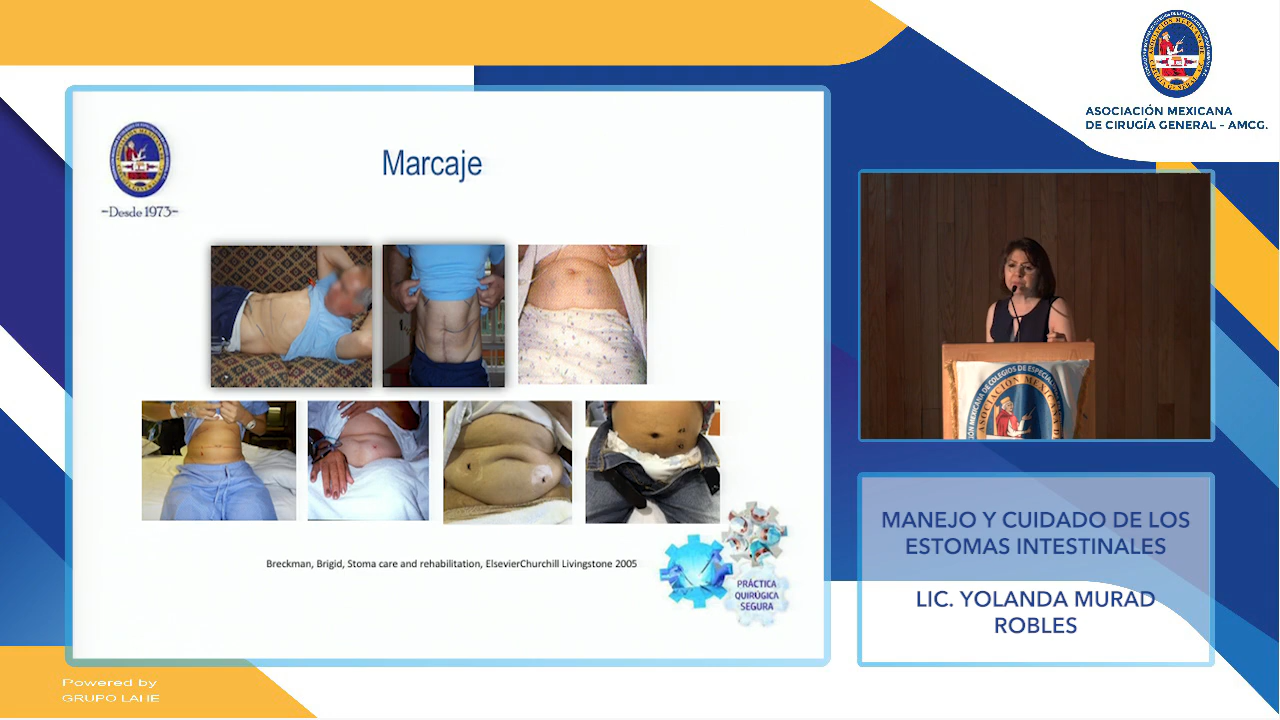 ASOCIACIÓN MEXICANA
DE CIRUGÍA GENERAL - AMCG.
~Desde 1973~
Marcaje
Breckman, Brigid, Stoma care and rehabilitation, ElsevierChurchill Livingstone 2005
PRÁCTICA
QUIRÚGICA
SEGURA
MANEJO Y CUIDADO DE LOS
ESTOMAS INTESTINALES
LIC. YOLANDA MURAD
ROBLES
Powered by
GRUPO LAHE